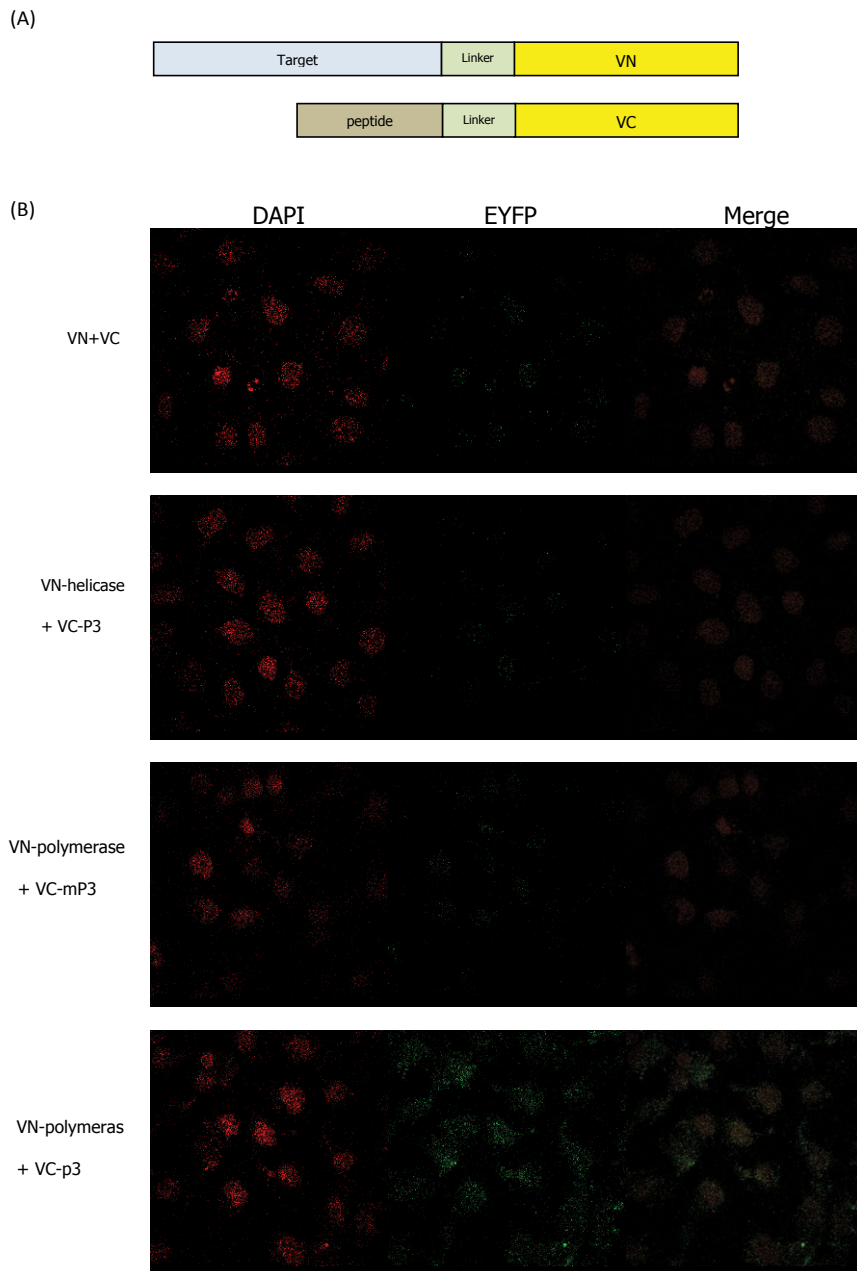 (A)
Target Linker VN
peptide Linker VC
(B)
DAPI EYFP Merge
VN+VC
VN-helicase
+ VC-P3
VN-polymerase
+ VC-mP3
VN-polymeras
+ VC-p3